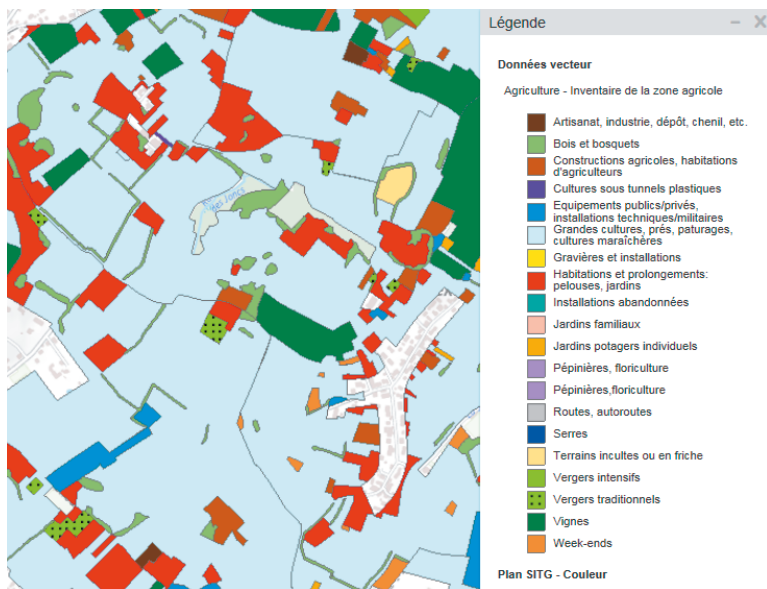 Légende
Données vecteur
Agriculture - Inventaire de la zone agricole
Artisanat, industrie, dépôt, chenil, etc.
Bois et bosquets
Constructions agricoles, habitations
d'agriculteurs
Cultures sous tunnels plastiques
Equipements publics/privés,
installations techniques/militaires
Grandes cultures, prés, paturages,
cultures maraîchères
Gravières et installations
Habitations et prolongements:
pelouses, jardins
Installations abandonnées
Jardins familiaux
Jardins potagers individuels
Pépinières, floriculture
Pépinières,floriculture
Routes, autoroutes
Serres
Terrains incultes ou en friche
Vergers intensifs
Vergers traditionnels
Vignes
Week-ends
Plan SITG - Couleur